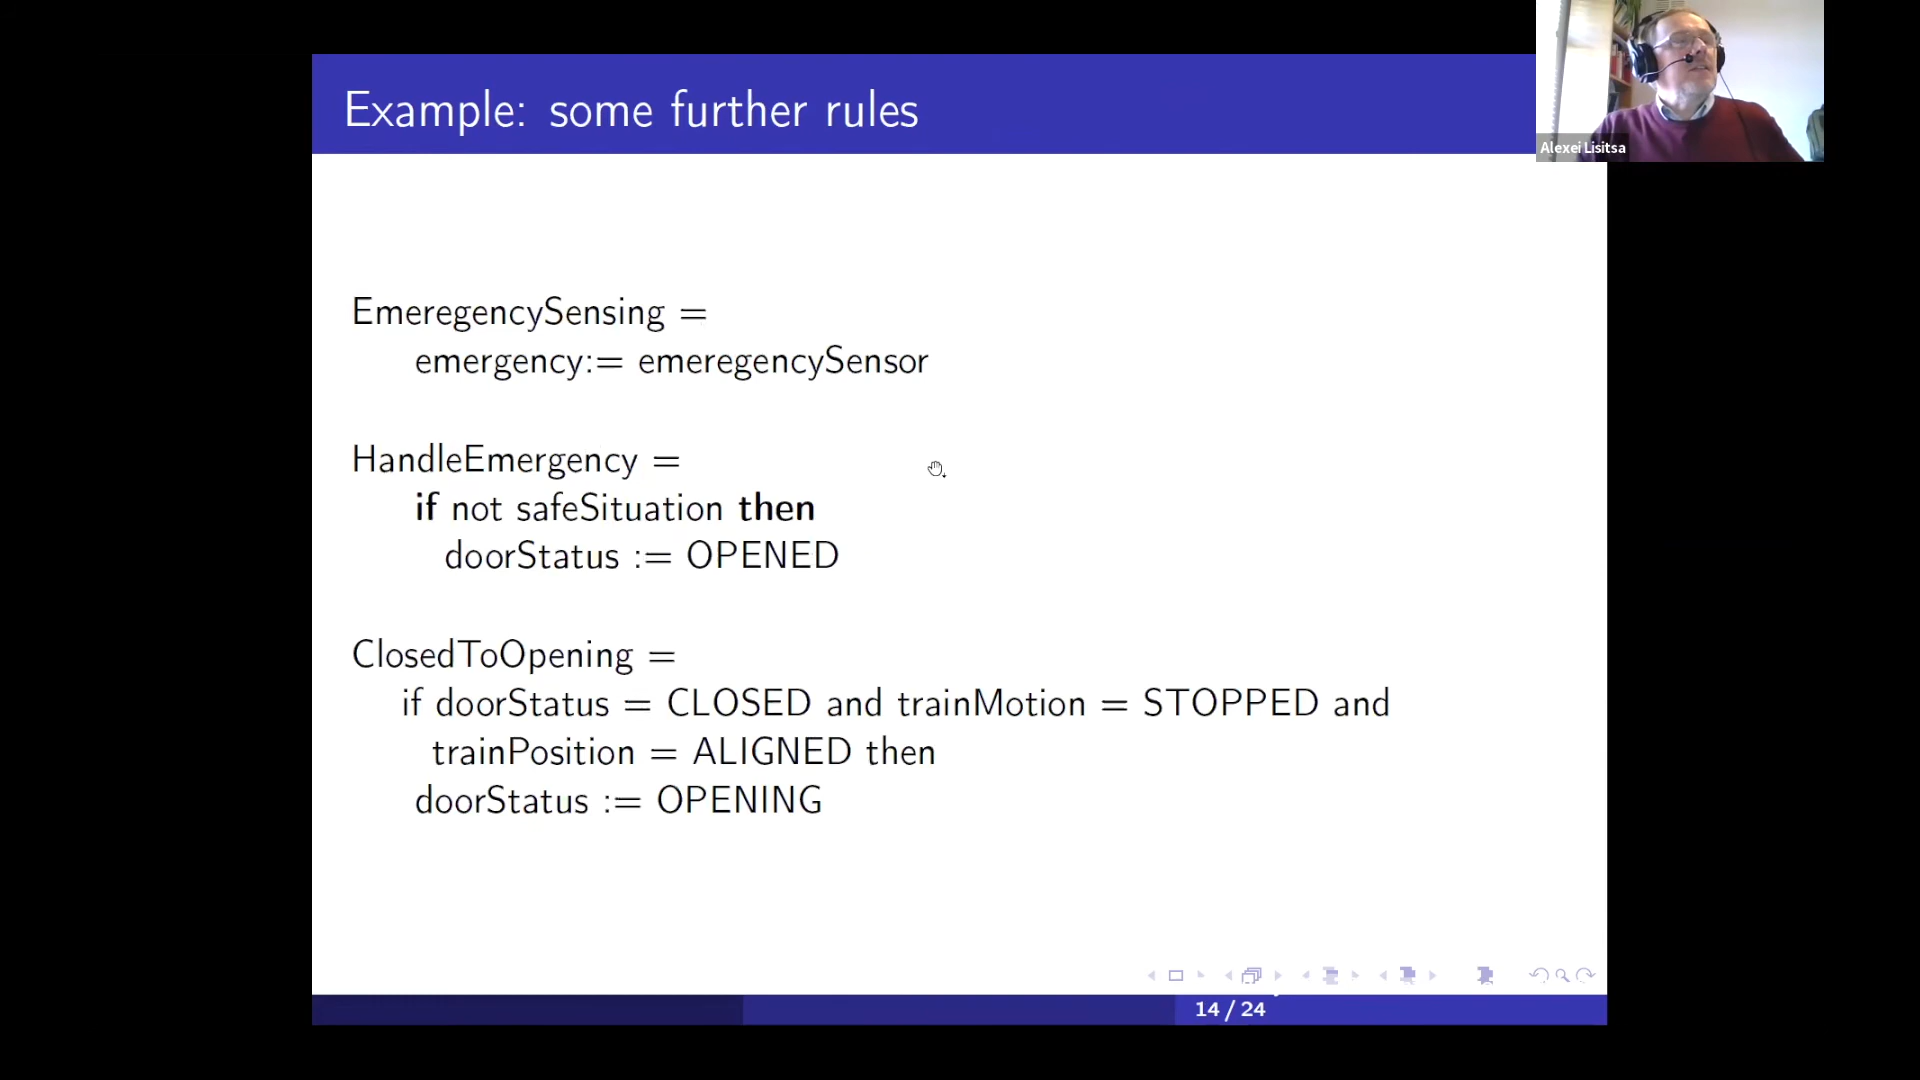 Example: some further rules
Alexei Lisitsa
EmeregencySensing =
emergency:= emeregencySensor
HandleEmergency =
if not safeSituation then
doorStatus := OPENED
ClosedToOpening =
if doorStatus = CLOSED and trainMotion = STOPPED and
trainPosition = ALIGNED then
doorStatus := OPENING
14 / 24